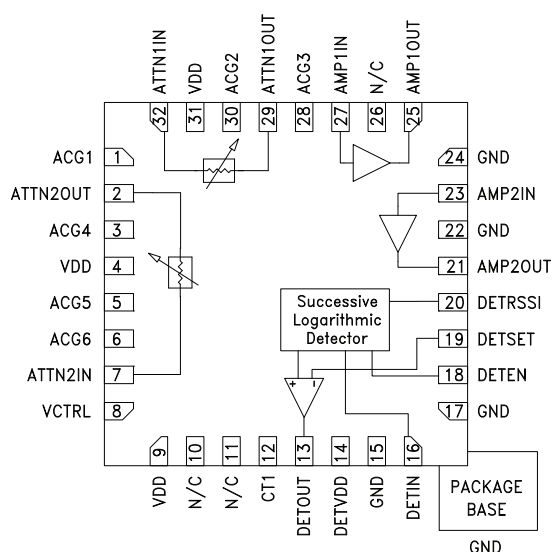 ATTN1IN
VDD
ACG2
ATTN1OUT
ACG3
AMP1IN
N/C
AMP1OUT
32
31
30
29
28
27
26
25
ACG1
1
24
GND
ATTN2OUT
2
23
AMP2IN
ACG4
3
22
GND
VDD
4
21
AMP2OUT
ACG5
5
Successive
Logarithmic
Detector
20
DETRSSI
ACG6
6
19
DETSET
ATTN2IN
7
+
−
18
DETEN
VCTRL
8
17
GND
9
10
11
12
13
14
15
16
VDD
N/C
N/C
CT1
DETOUT
DETVDD
GND
DETIN
PACKAGE
BASE
GND